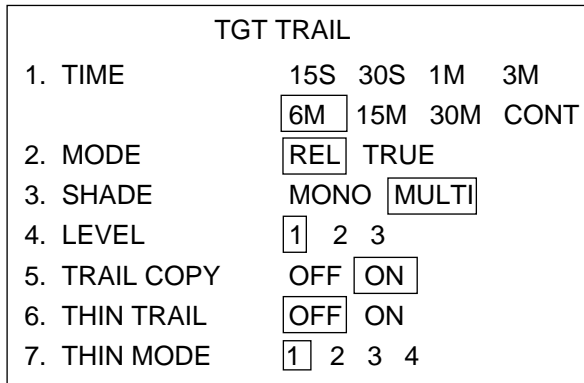 TGT TRAIL
1. TIME 15S 30S 1M 3M
6M 15M 30M CONT
2. MODE REL TRUE
3. SHADE MONO MULTI
4. LEVEL 1 2 3
5. TRAIL COPY OFF ON
6. THIN TRAIL OFF ON
7. THIN MODE 1 2 3 4